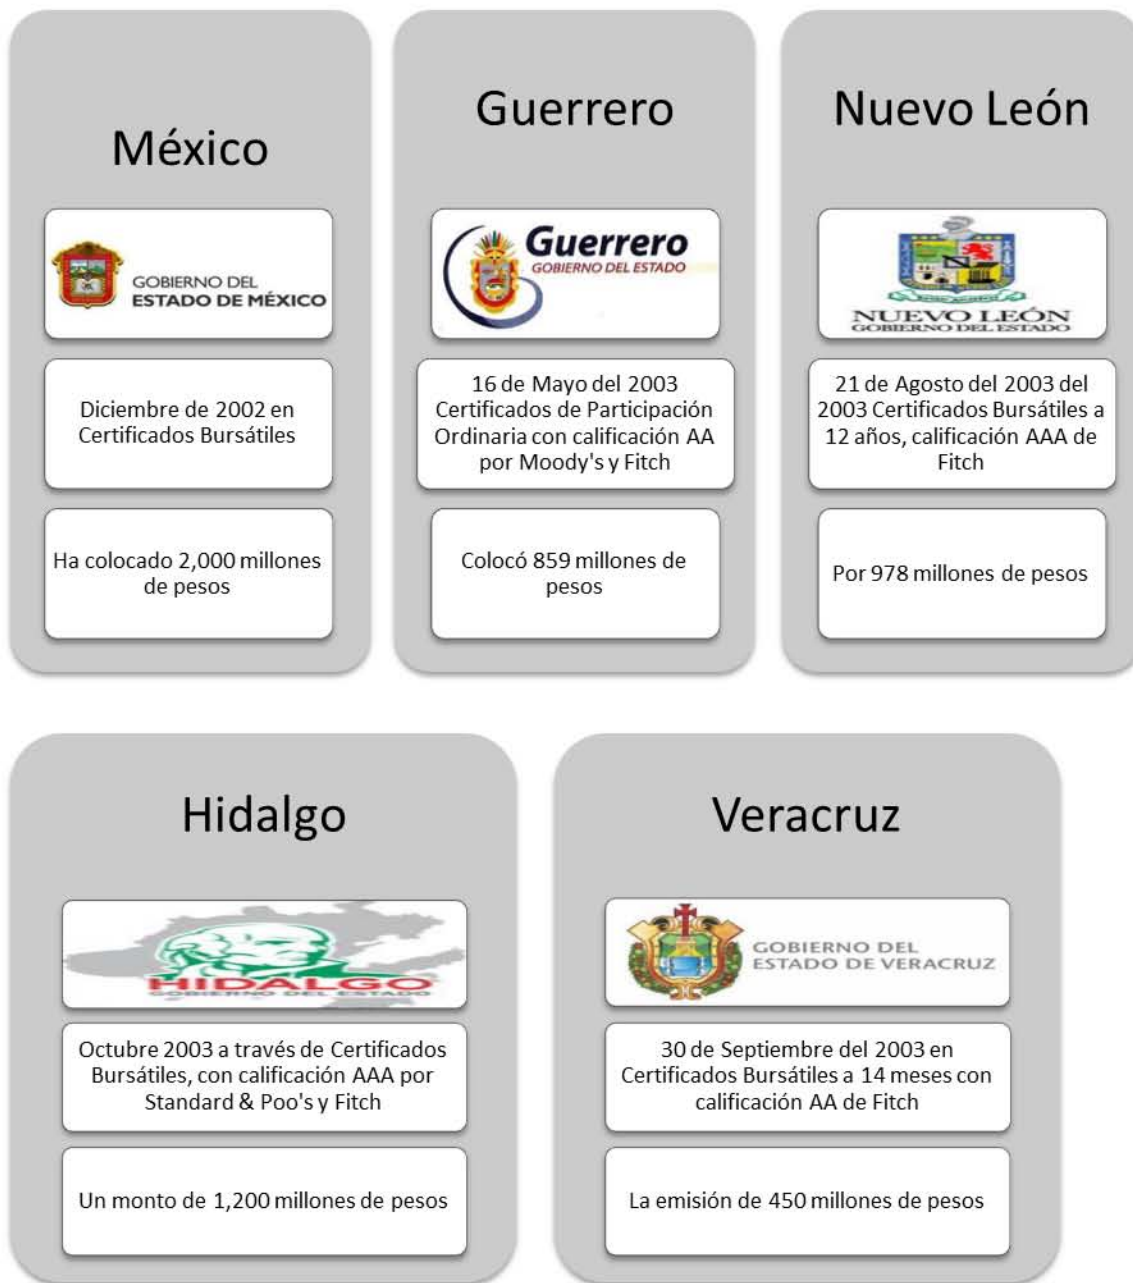 México
GOBIERNO DEL
ESTADO DE MÉXICO
Diciembre de 2002 en
Certificados Bursátiles
Ha colocado 2,000 millones
de pesos
Guerrero
Guerrero
GOBIERNO DEL ESTADO
16 de Mayo del 2003
Certificados de Participación
Ordinaria con calificación AA
por Moody's y Fitch
Colocó 859 millones de
pesos
Nuevo León
NUEVO LEÓN
GOBIERNO DEL ESTADO
21 de Agosto del 2003 del
2003 Certificados Bursátiles a
12 años, calificación AAA de
Fitch
Por 978 millones de pesos
Hidalgo
HIDALGO
GOBIERNO DEL ESTADO
Octubre 2003 a través de Certificados
Bursátiles, con calificación AAA por
Standard & Poo's y Fitch
Un monto de 1,200 millones de pesos
Veracruz
GOBIERNO DEL
ESTADO DE VERACRUZ
30 de Septiembre del 2003 en
Certificados Bursátiles a 14 meses con
calificación AA de Fitch
La emisión de 450 millones de pesos